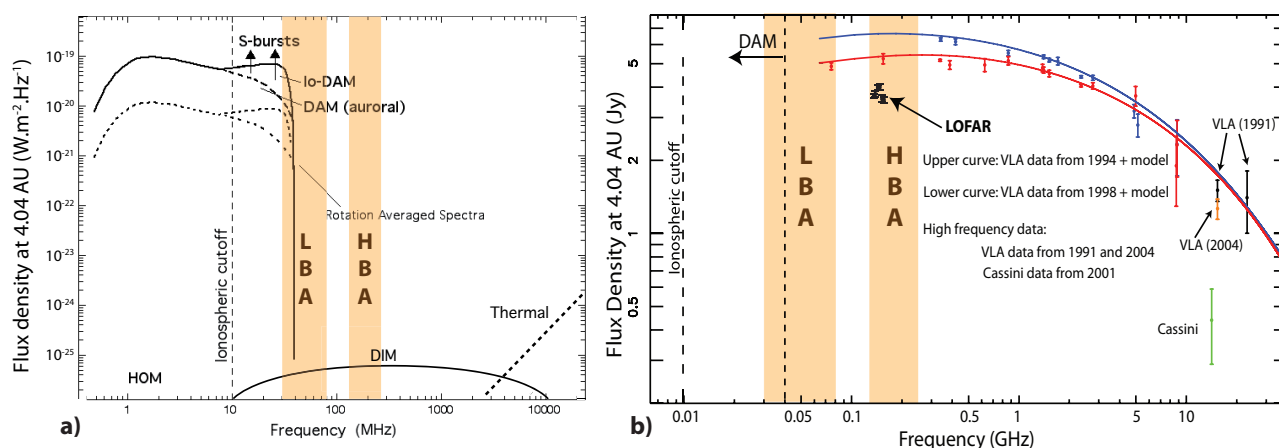 Flux density at 4.04 AU (W.m⁻².Hz⁻¹)
10⁻¹⁹
10⁻²⁰
10⁻²¹
10⁻²²
10⁻²³
10⁻²⁴
10⁻²⁵
S-bursts
Io-DAM
DAM (auroral)
Rotation Averaged Spectra
Ionospheric cutoff
L
B
A
H
B
A
Thermal
DIM
HOM
1
10
100
1000
10000
Frequency (MHz)
a)
Flux Density at 4.04 AU (Jy)
5
2
1
0.5
DAM
Ionospheric cutoff
LOFAR
L
B
A
H
B
A
VLA (1991)
Upper curve: VLA data from 1994 + model
Lower curve: VLA data from 1998 + model
High frequency data:
VLA data from 1991 and 2004
Cassini data from 2001
VLA (2004)
Cassini
0.01
0.05
0.1
0.5
1
5
10
Frequency (GHz)
b)